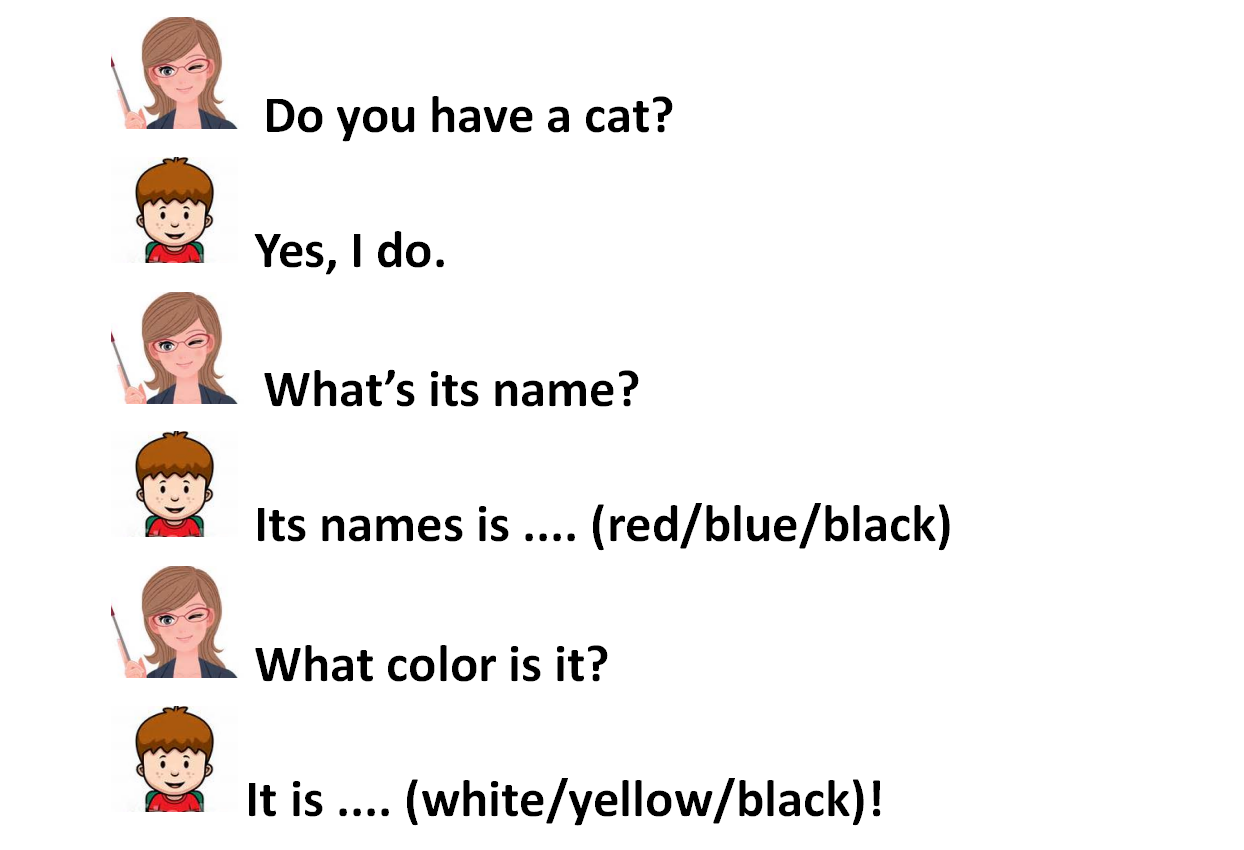 Do you have a cat?
Yes, I do.
What’s its name?
Its names is .... (red/blue/black)
What color is it?
It is .... (white/yellow/black)!